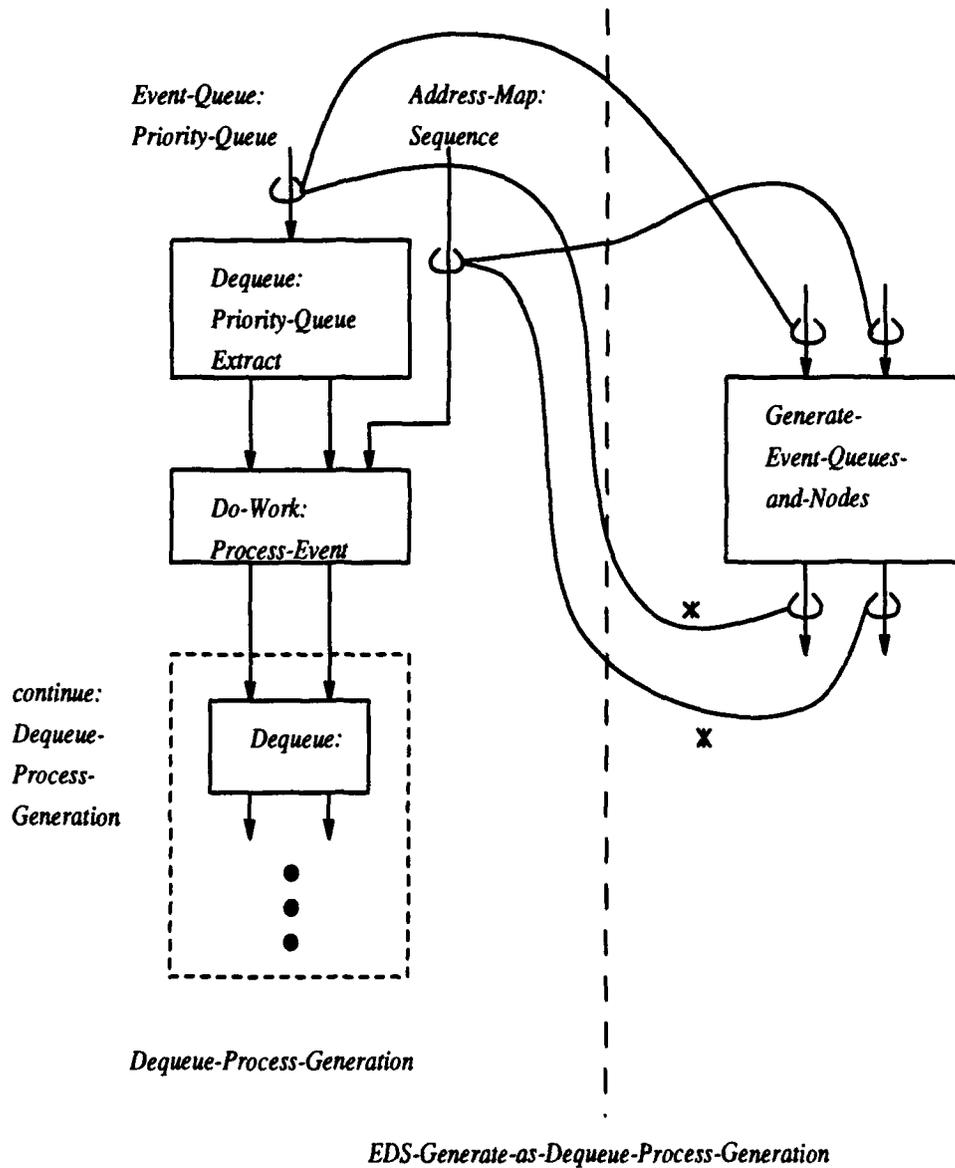 Event-Queue:
Priority-Queue
Address-Map:
Sequence
Dequeue:
Priority-Queue
Extract
Generate-
Event-Queues-
and-Nodes
Do-Work:
Process-Event
continue:
Dequeue-
Process-
Generation
Dequeue:
Dequeue-Process-Generation
EDS-Generate-as-Dequeue-Process-Generation